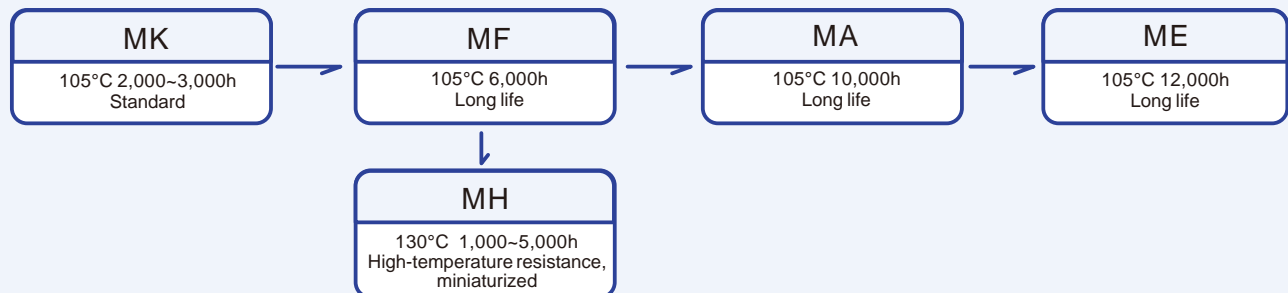 MK
105°C 2,000~3,000h
Standard
MF
105°C 6,000h
Long life
MA
105°C 10,000h
Long life
ME
105°C 12,000h
Long life
MH
130°C 1,000~5,000h
High-temperature resistance,
miniaturized